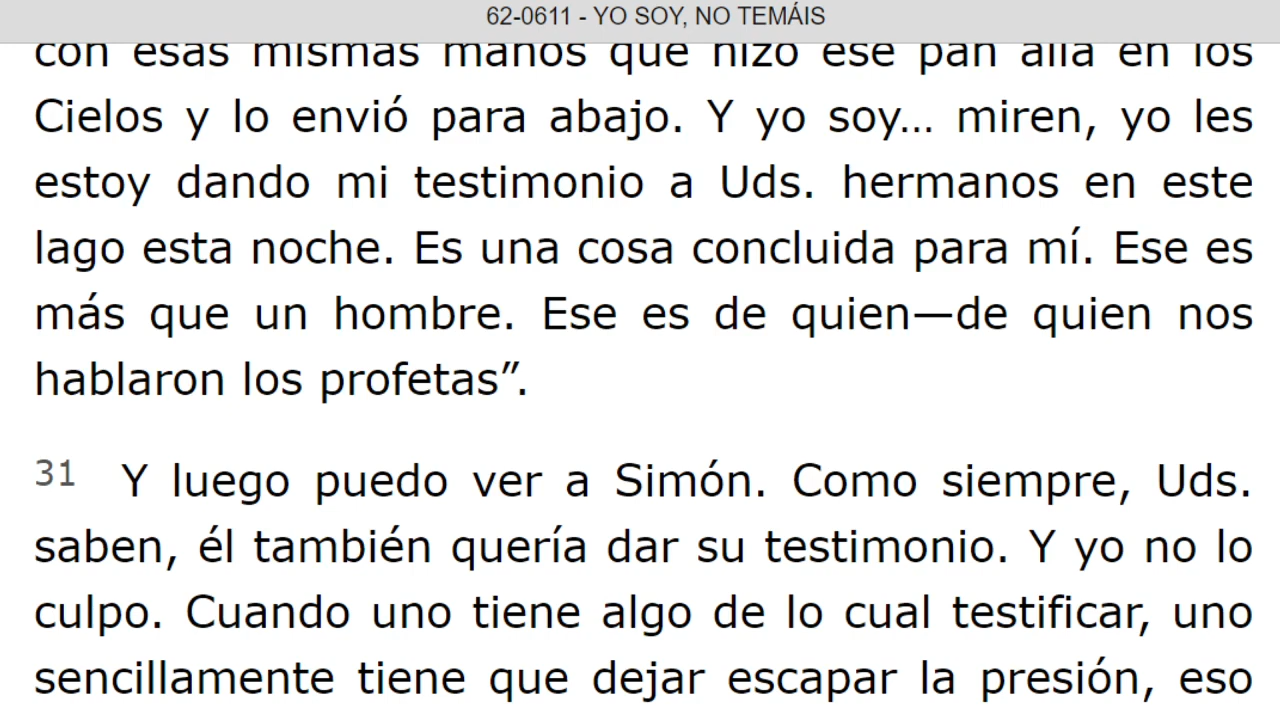 62-0611 - YO SOY, NO TEMÁIS
con esas mismas manos que hizo ese pan allá en los
Cielos y lo envió para abajo. Y yo soy… miren, yo les
estoy dando mi testimonio a Uds. hermanos en este
lago esta noche. Es una cosa concluida para mí. Ese es
más que un hombre. Ese es de quien—de quien nos
hablaron los profetas”.
31 Y luego puedo ver a Simón. Como siempre, Uds.
saben, él también quería dar su testimonio. Y yo no lo
culpo. Cuando uno tiene algo de lo cual testificar, uno
sencillamente tiene que dejar escapar la presión, eso